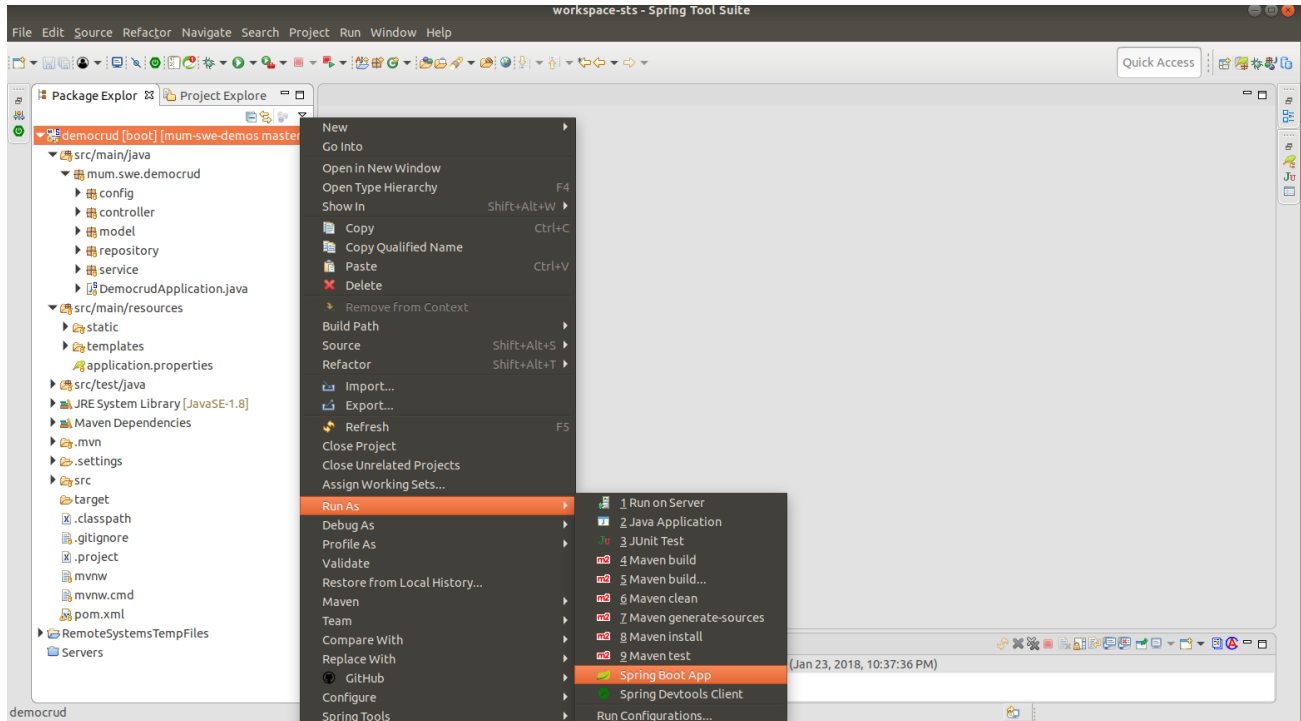 workspace-sts - Spring Tool Suite
File Edit Source Refactor Navigate Search Project Run Window Help
Quick Access
Package Explor
Project Explore
democrud [boot] [mum-swe-demos master
src/main/java
mum.swe.democrud
config
controller
model
repository
service
DemocrudApplication.java
src/main/resources
static
templates
application.properties
src/test/java
JRE System Library [JavaSE-1.8]
Maven Dependencies
.mvn
.settings
src
target
.classpath
.gitignore
.project
mvnw
mvnw.cmd
pom.xml
RemoteSystemsTempFiles
Servers
New
Go Into
Open in New Window
Open Type Hierarchy F4
Show In Shift+Alt+W
Copy Ctrl+C
Copy Qualified Name
Paste Ctrl+V
Delete
Remove from Context
Build Path
Source Shift+Alt+S
Refactor Shift+Alt+T
Import...
Export...
Refresh F5
Close Project
Close Unrelated Projects
Assign Working Sets...
Run As
Debug As
Profile As
Validate
Restore from Local History...
Maven
Team
Compare With
Replace With
GitHub
Configure
Spring Tools
1 Run on Server
2 Java Application
Ju 3 JUnit Test
m2 4 Maven build
m2 5 Maven build...
m2 6 Maven clean
m2 7 Maven generate-sources
m2 8 Maven install
m2 9 Maven test
Spring Boot App
Spring Devtools Client
Run Configurations...
(Jan 23, 2018, 10:37:36 PM)
Ju
democrud